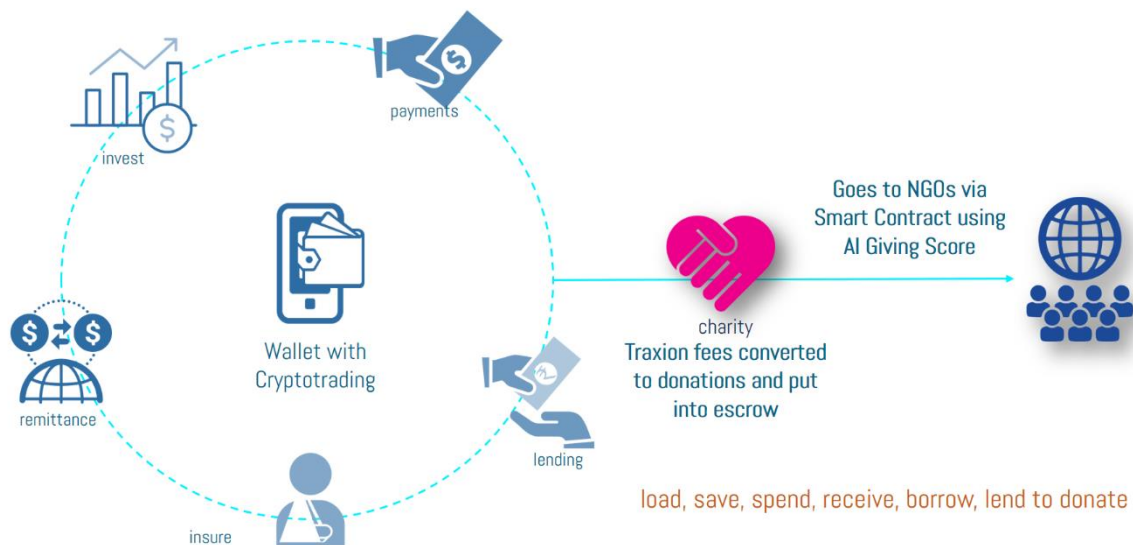 payments
invest
Goes to NGOs via
Smart Contract using
AI Giving Score
charity
Wallet with
Cryptotrading
Traxion fees converted
to donations and put
into escrow
remittance
lending
insure
load, save, spend, receive, borrow, lend to donate